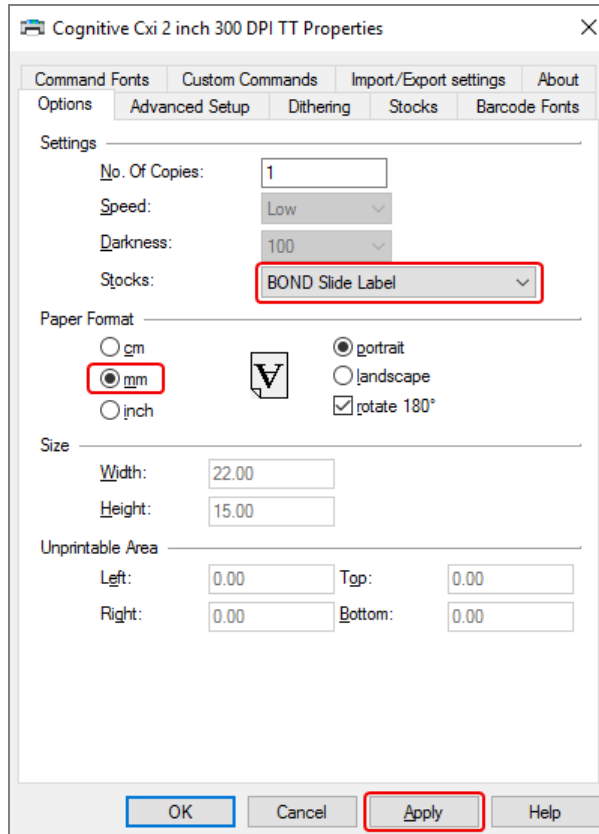 Cognitive Cxi 2 inch 300 DPI TT Properties
Command Fonts Custom Commands Import/Export settings About
Options Advanced Setup Dithering Stocks Barcode Fonts
Settings
No. Of Copies: 1
Speed: Low
Darkness: 100
Stocks: BOND Slide Label
Paper Format
cm portrait
mm A landscape
inch rotate 180°
Size
Width: 22.00
Height: 15.00
Unprintable Area
Left: 0.00 Top: 0.00
Right: 0.00 Bottom: 0.00
OK Cancel Apply Help